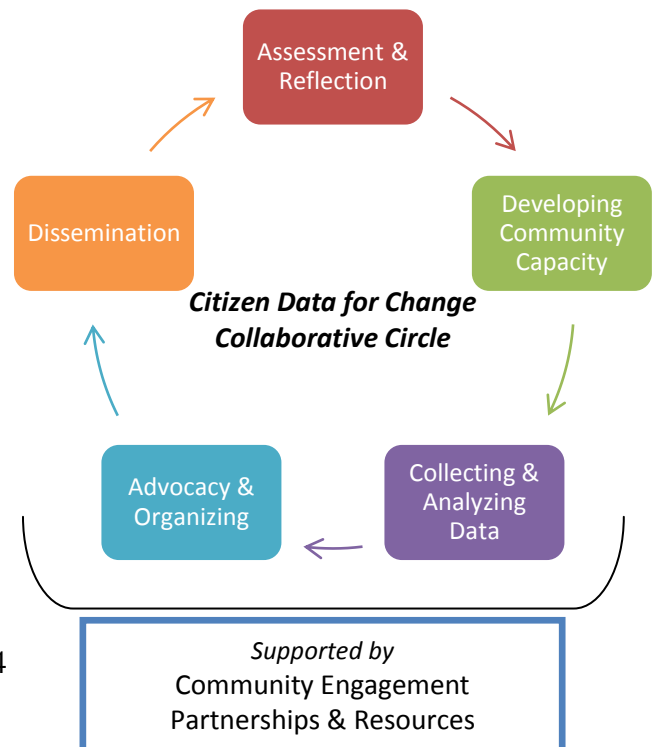 Assessment &
Reflection
Developing
Community
Capacity
Dissemination
Citizen Data for Change
Collaborative Circle
Collecting &
Analyzing
Data
Advocacy &
Organizing
4
Supported by
Community Engagement
Partnerships & Resources